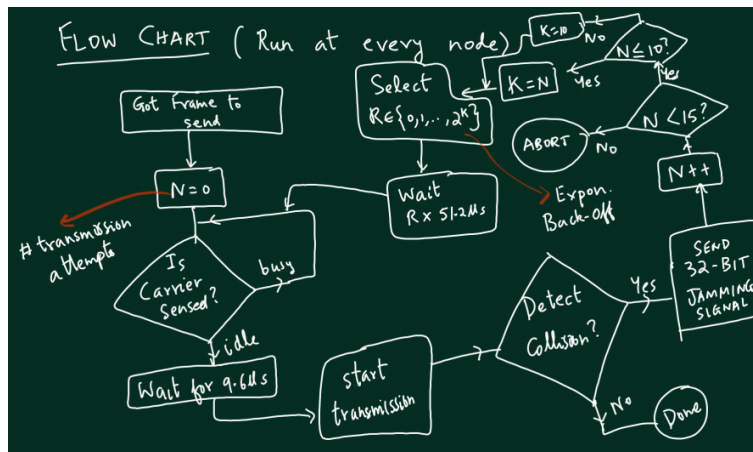 FLOW CHART (Run at every node)
Got Frame to
send
N=0
#transmission
attempts
Is
Carrier
Sensed?
busy
idle
Wait for 9.6μs
start
transmission
Detect
Collision?
No
Done
Yes
SEND
32-BIT
JAMMING
SIGNAL
N++
N<15?
No
ABORT
Yes
N≤10?
No
K=10
Yes
K=N
Select
R∈{0,1,..,2^K}
Expon.
Back-Off
Wait
R × 51.2μs